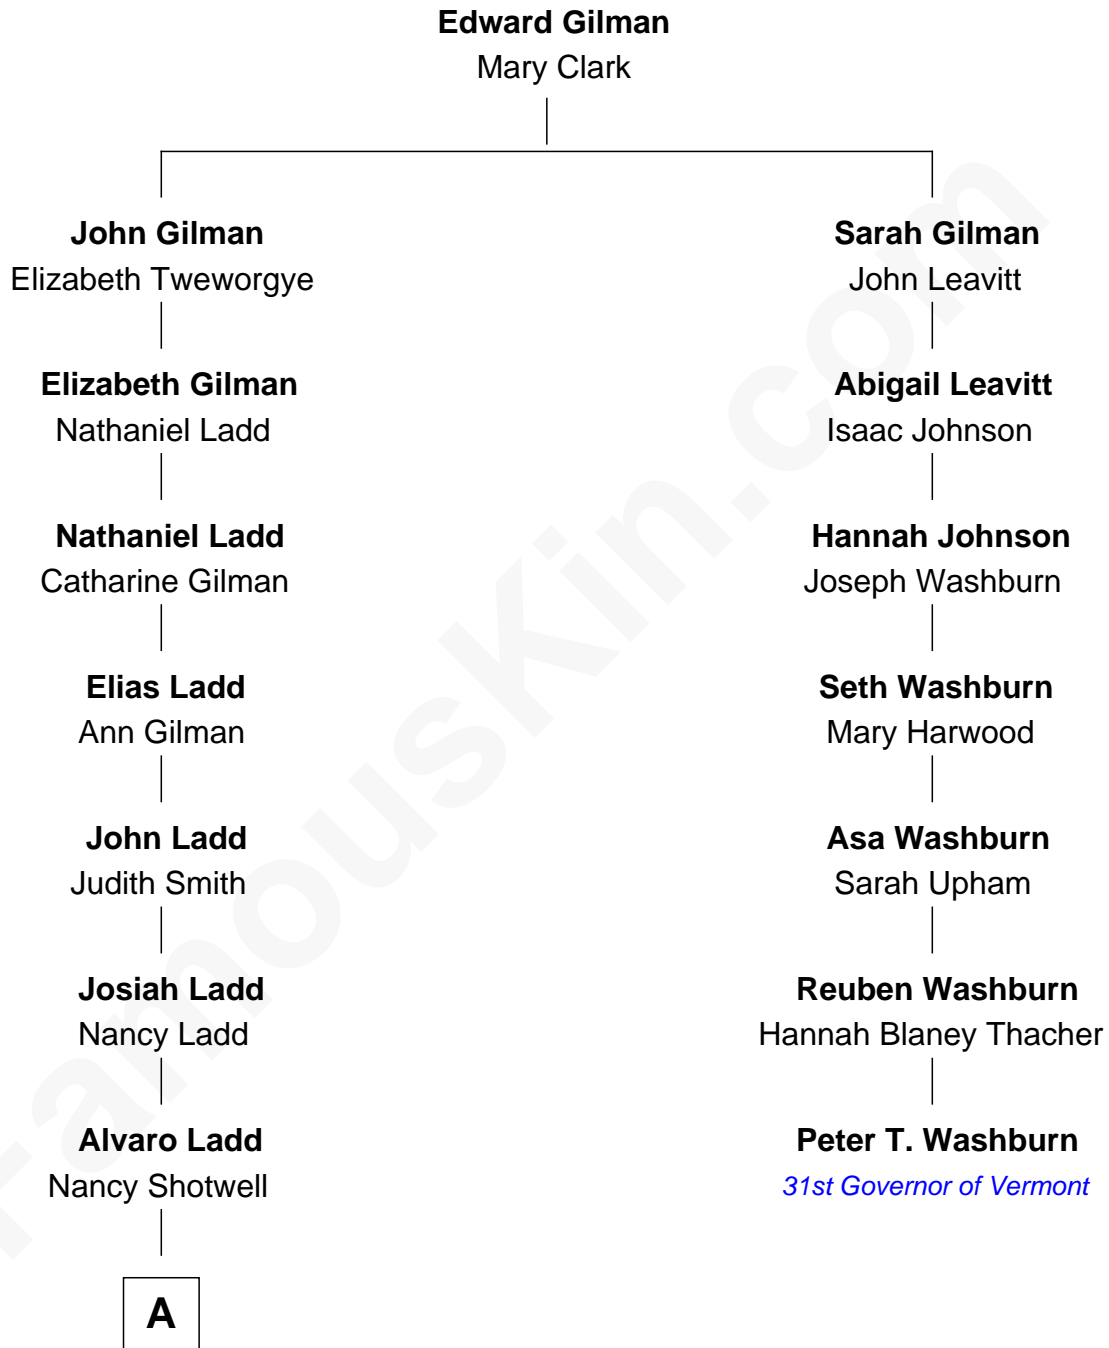 Edward Gilman
Mary Clark
John Gilman
Elizabeth Tweworgye
Sarah Gilman
John Leavitt
Elizabeth Gilman
Nathaniel Ladd
Abigail Leavitt
Isaac Johnson
Nathaniel Ladd
Catharine Gilman
Hannah Johnson
Joseph Washburn
Elias Ladd
Ann Gilman
Seth Washburn
Mary Harwood
John Ladd
Judith Smith
Asa Washburn
Sarah Upham
Josiah Ladd
Nancy Ladd
Reuben Washburn
Hannah Blaney Thacher
Alvaro Ladd
Nancy Shotwell
Peter T. Washburn
31st Governor of Vermont
A
FamousKin.com